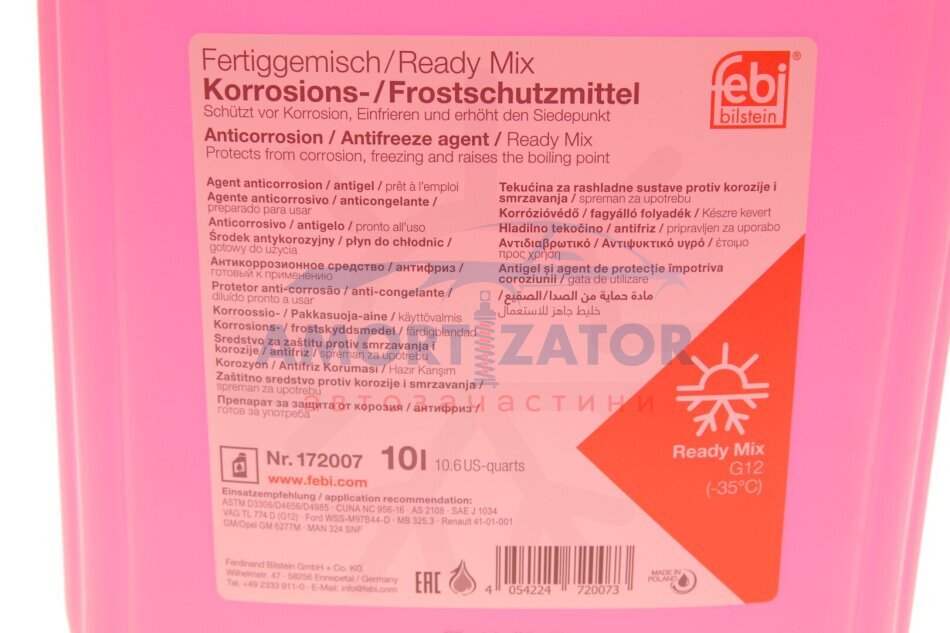 Fertiggemisch/Ready Mix
Korrosions-/Frostschutzmittel
Schützt vor Korrosion, Einfrieren und erhöht den Siedepunkt
Anticorrosion / Antifreeze agent / Ready Mix
Protects from corrosion, freezing and raises the boiling point
febi®
bilstein
Agent anticorrosion / antigel / prêt à l'emploi
Agente anticorrosivo / anticongelante /
preparado para usar
Anticorrosivo / antigelo / pronto all'uso
Środek antykorozyjny / płyn do chłodnic /
gotowy do użycia
Антикоррозионное средство / антифриз /
готовый к применению
Protetor anti-corrosão / anti-congelante /
diluido pronto a usar
Korroosio- / Pakkasuoja-aine / käyttövalmis
Korrosions- / frostskyddsmedel / färdigblandad
Sredstvo za zaštitu protiv smrzavanja i
korozije Antifriz / spreman za upotrebu
Korozyon / Antifriz Koruması / Hazır Karışım
Zaštitno sredstvo protiv korozije i smrzavanja /
spreman za upotrebu
Препарат за защита от корозия / антифриз /
готов за употреба
Tekućina za rashladne sustave protiv korozije i
smrzavanja / spreman za upotrebu
Korrózióvédő / fagyálló folyadék / Készre kevert
Hladilno tekočino / antifriz / pripravljen za uporabo
Αντιδιαβρωτικό / Αντιψυκτικό υγρό / έτοιμο
προς χρήση
Antigel și agent de protecție împotriva
coroziunii / gata de utilizare
مادة حماية من الصدا/الصقيع/
خليط جاهز للاستعمال
AMORTIZATOR
автозапчастини
Ready Mix
G12
(-35°C)
Nr. 172007 10l 10.6 US-quarts
www.febi.com
Einsatzempfehlung / application recommendation:
ASTM D3306/D4656/D4985 · CUNA NC 956-16 · AS 2108 · SAE J 1034
VAG TL 774 D (G12) · Ford WSS-M97B44-D · MB 325.3 · Renault 41-01-001
GM/Opel GM 6277M · MAN 324 SNF
Ferdinand Bilstein GmbH + Co. KG
Wilhelmstr. 47 · 58256 Ennepetal / Germany
Tel. +49 2333 911-0 · E-Mail. info@febi.com
EAC
4 054224 720073
MADE IN
POLAND